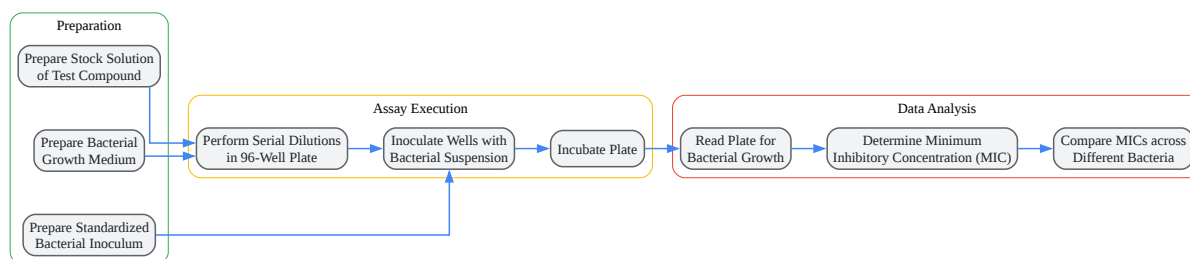 Preparation
Prepare Stock Solution
of Test Compound
Prepare Bacterial
Growth Medium
Prepare Standardized
Bacterial Inoculum
Assay Execution
Perform Serial Dilutions
in 96-Well Plate
Inoculate Wells with
Bacterial Suspension
Incubate Plate
Data Analysis
Read Plate for
Bacterial Growth
Determine Minimum
Inhibitory Concentration (MIC)
Compare MICs across
Different Bacteria